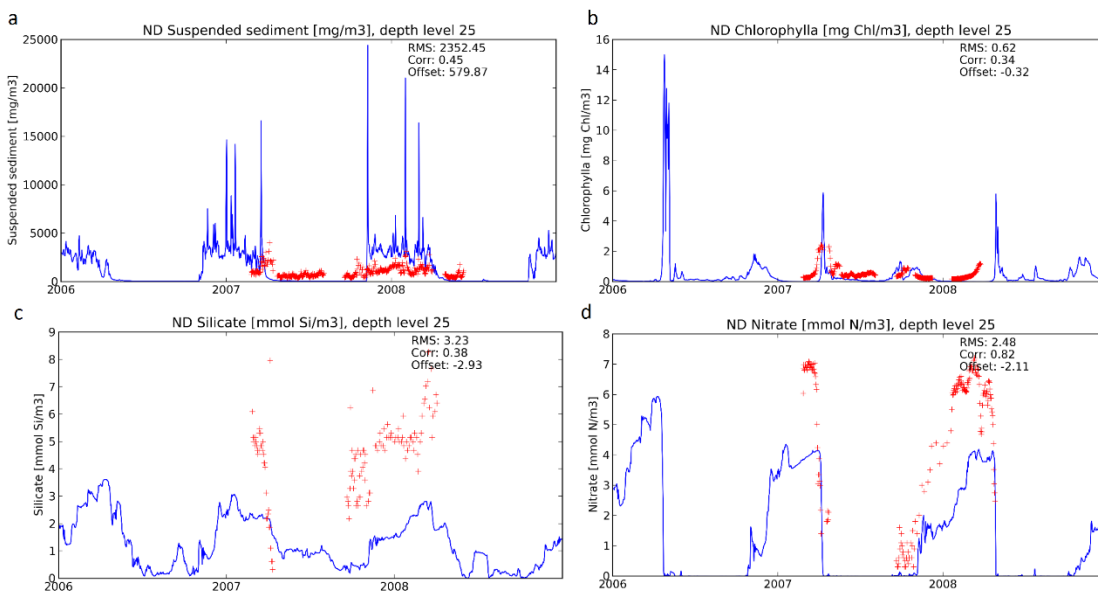 a
ND Suspended sediment [mg/m3], depth level 25
RMS: 2352.45
Corr: 0.45
Offset: 579.87
Suspended sediment [mg/m3]
25000
20000
15000
10000
5000
0
2006
2007
2008
b
ND Chlorophylla [mg Chl/m3], depth level 25
RMS: 0.62
Corr: 0.34
Offset: -0.32
Chlorophylla [mg Chl/m3]
16
14
12
10
8
6
4
2
0
2006
2007
2008
c
ND Silicate [mmol Si/m3], depth level 25
RMS: 3.23
Corr: 0.38
Offset: -2.93
Silicate [mmol Si/m3]
9
8
7
6
5
4
3
2
1
0
2006
2007
2008
d
ND Nitrate [mmol N/m3], depth level 25
RMS: 2.48
Corr: 0.82
Offset: -2.11
Nitrate [mmol N/m3]
8
7
6
5
4
3
2
1
0
2006
2007
2008